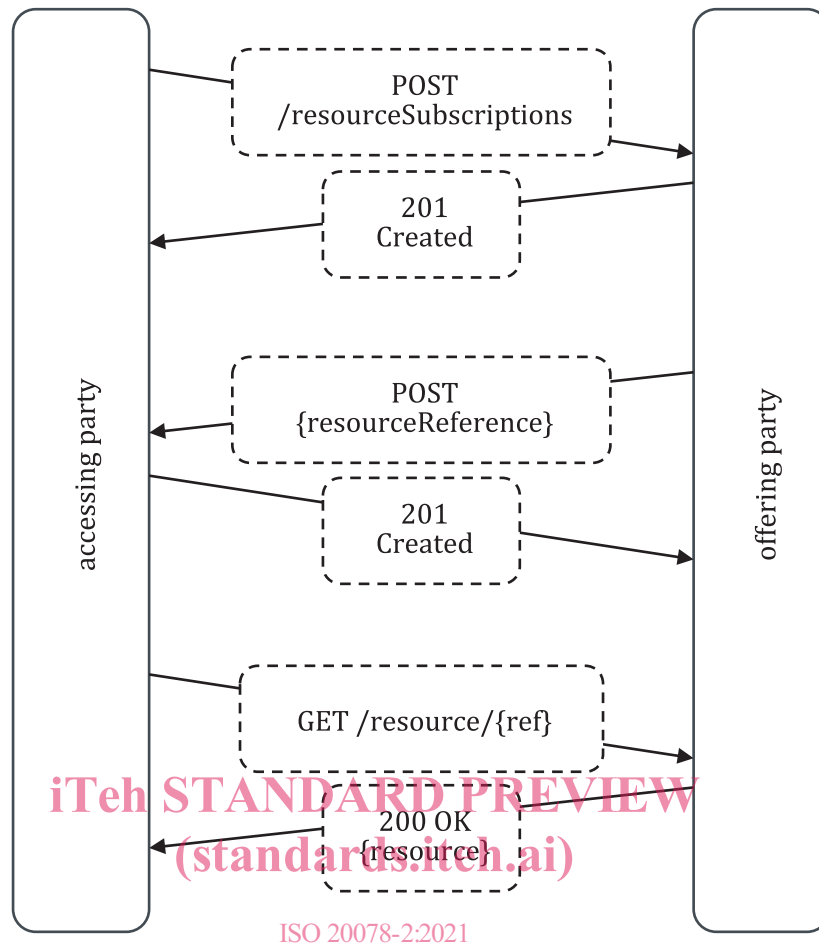 POST
/resourceSubscriptions
201
Created
accessing party
offering party
POST
{resourceReference}
201
Created
GET /resource/{ref}
iTeh STANDARD PREVIEW
200 OK
{resource}
(standards.iteh.ai)
ISO 20078-2:2021